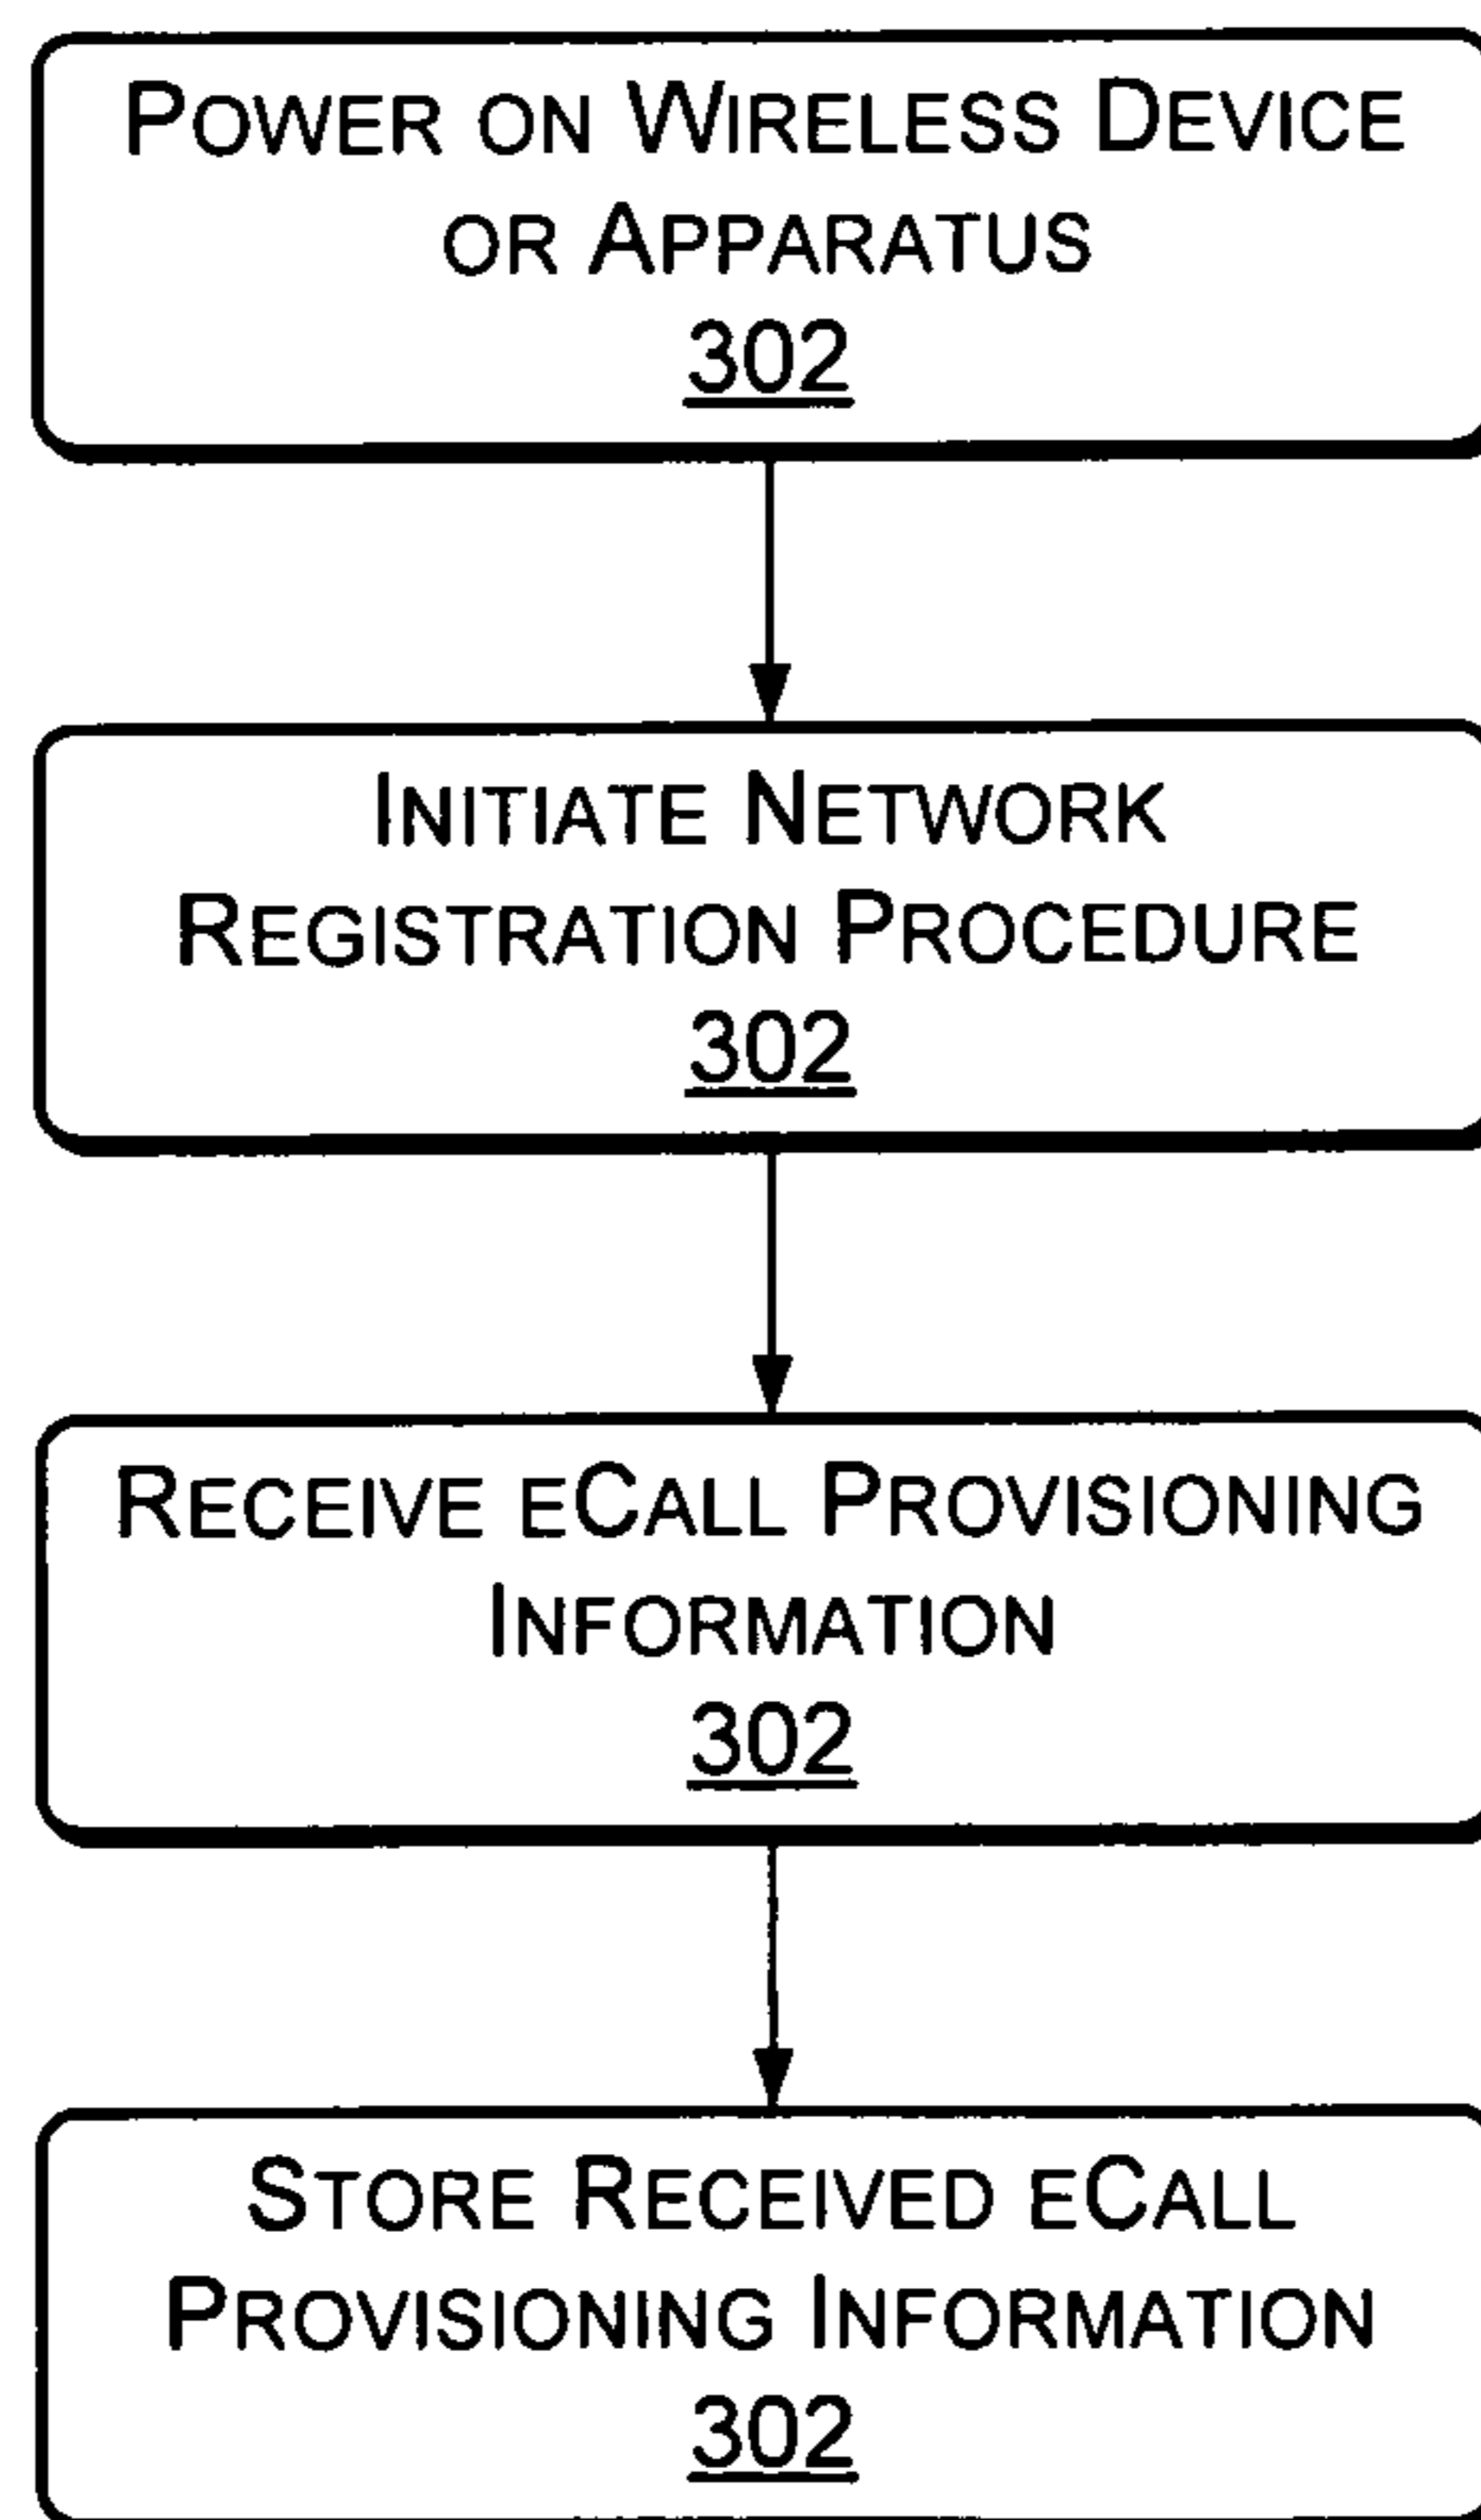 POWER ON WIRELESS DEVICE
OR APPARATUS
302
INITIATE NETWORK
REGISTRATION PROCEDURE
302
RECEIVE ECALL PROVISIONING
INFORMATION
302
STORE RECEIVED ECALL
PROVISIONING INFORMATION
302